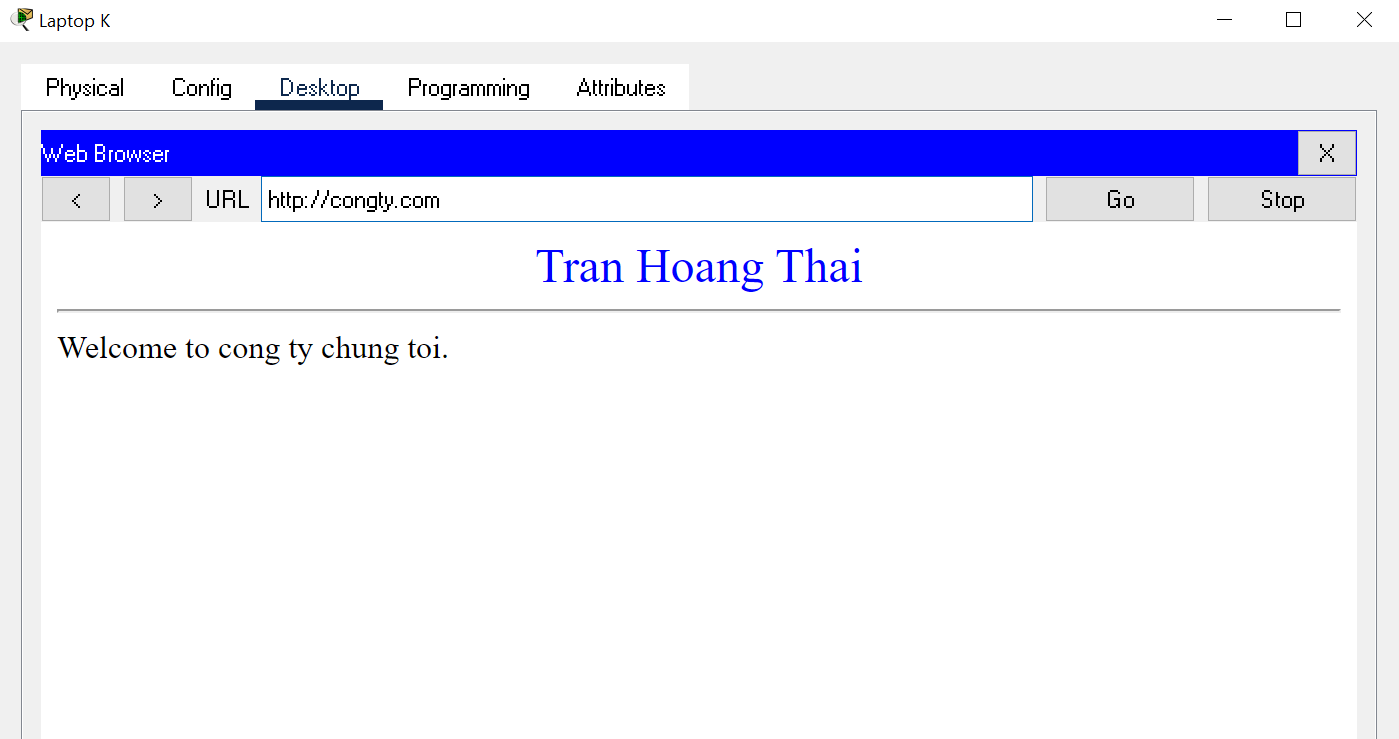 Laptop K
Physical Config Desktop Programming Attributes
Web Browser X
< > URL http://congty.com Go Stop
Tran Hoang Thai
Welcome to cong ty chung toi.